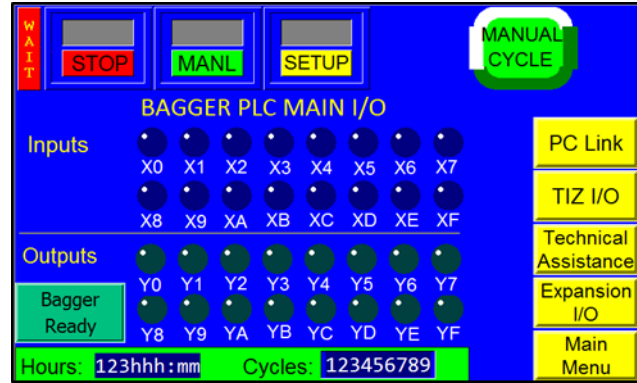 WAIT
STOP
MANL
SETUP
MANUAL
CYCLE
BAGGER PLC MAIN I/O
Inputs
X0 X1 X2 X3 X4 X5 X6 X7
X8 X9 XA XB XC XD XE XF
Outputs
Y0 Y1 Y2 Y3 Y4 Y5 Y6 Y7
Y8 Y9 YA YB YC YD YE YF
Bagger
Ready
PC Link
TIZ I/O
Technical
Assistance
Expansion
I/O
Main
Menu
Hours: 123hhh:mm Cycles: 123456789